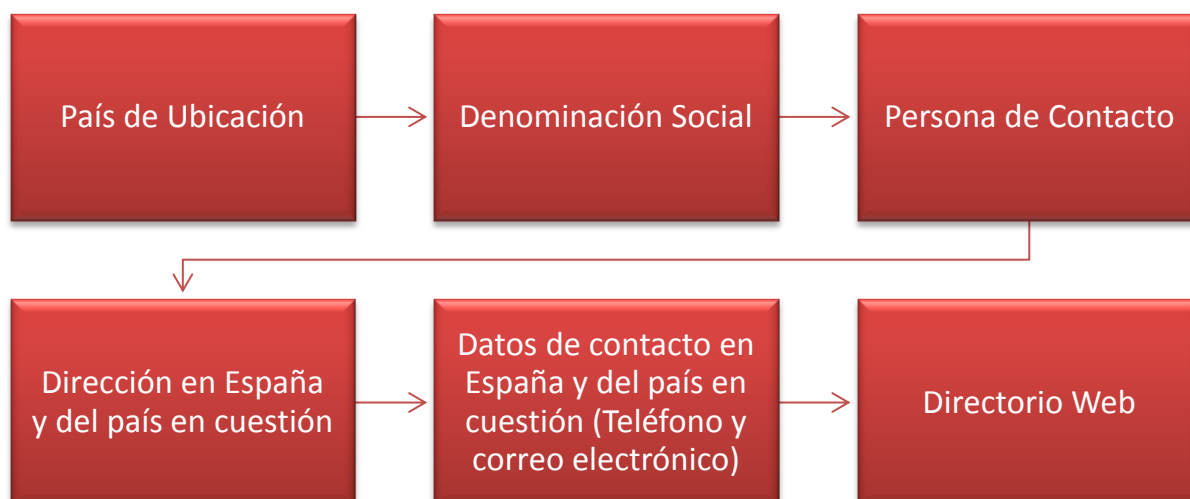 País de Ubicación
Denominación Social
Persona de Contacto
Dirección en España
y del país en cuestión
Datos de contacto en
España y del país en
cuestión (Teléfono y
correo electrónico)
Directorio Web